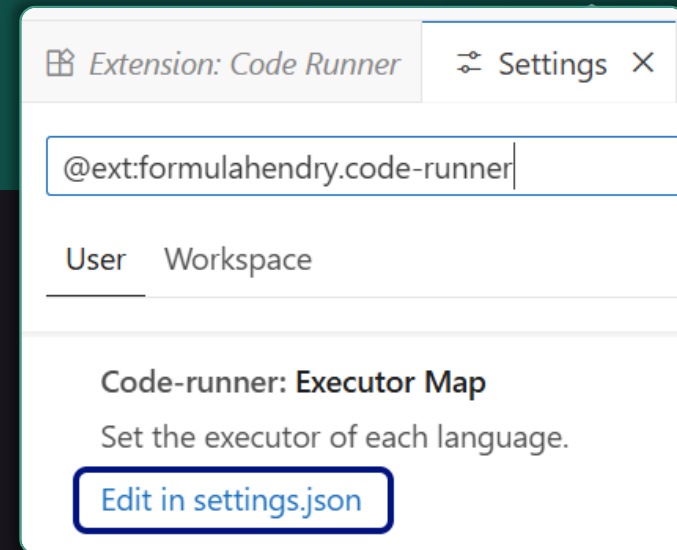 Extension: Code Runner
Settings
@ext:formulahendry.code-runner
User
Workspace
Code-runner: Executor Map
Set the executor of each language.
Edit in settings.json